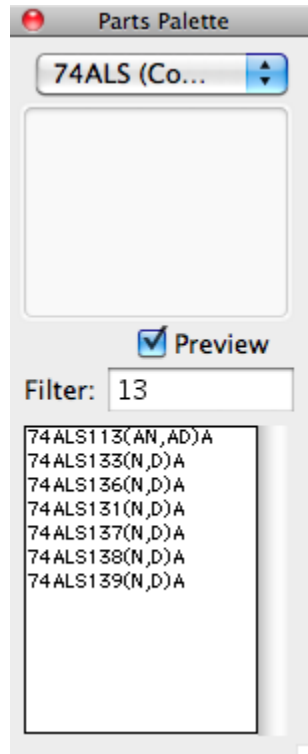 Parts Palette
74ALS (Co...
Preview
Filter: 13
74ALS113(AN,AD)A
74ALS133(N,D)A
74ALS136(N,D)A
74ALS131(N,D)A
74ALS137(N,D)A
74ALS138(N,D)A
74ALS139(N,D)A